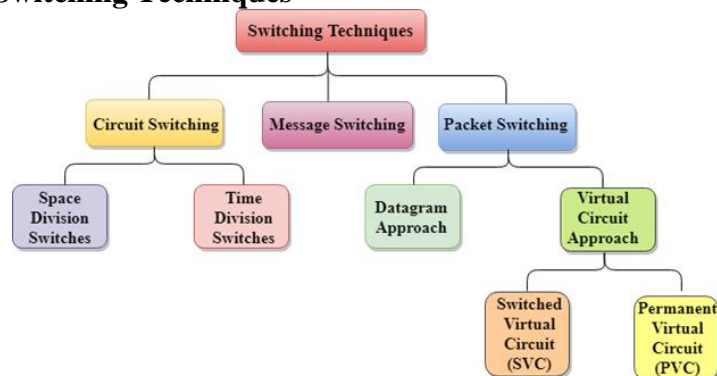 Switching Techniques
Switching Techniques
Circuit Switching
Message Switching
Packet Switching
Space
Division
Switches
Time
Division
Switches
Datagram
Approach
Virtual
Circuit
Approach
Switched
Virtual
Circuit
(SVC)
Permanent
Virtual
Circuit
(PVC)